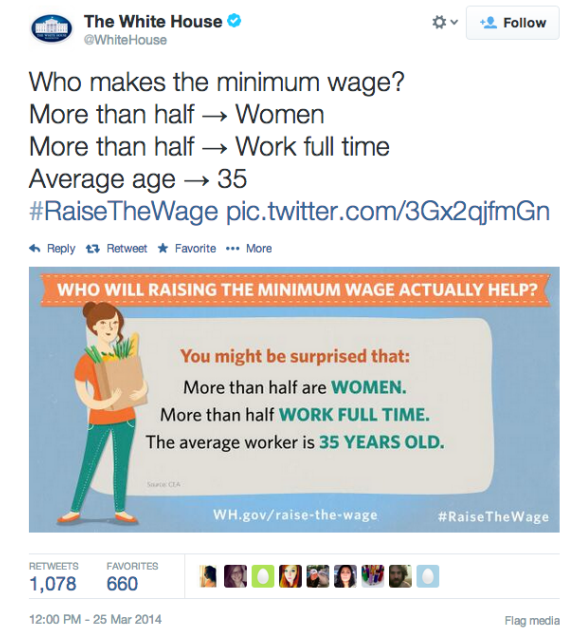 The White House
@WhiteHouse
Follow
Who makes the minimum wage?
More than half → Women
More than half → Work full time
Average age → 35
#RaiseTheWage pic.twitter.com/3Gx2qjfmGn
Reply Retweet Favorite More
WHO WILL RAISING THE MINIMUM WAGE ACTUALLY HELP?
You might be surprised that:
More than half are WOMEN.
More than half WORK FULL TIME.
The average worker is 35 YEARS OLD.
Source: CEA
WH.gov/raise-the-wage
#RaiseTheWage
RETWEETS FAVORITES
1,078 660
12:00 PM - 25 Mar 2014
Flag media